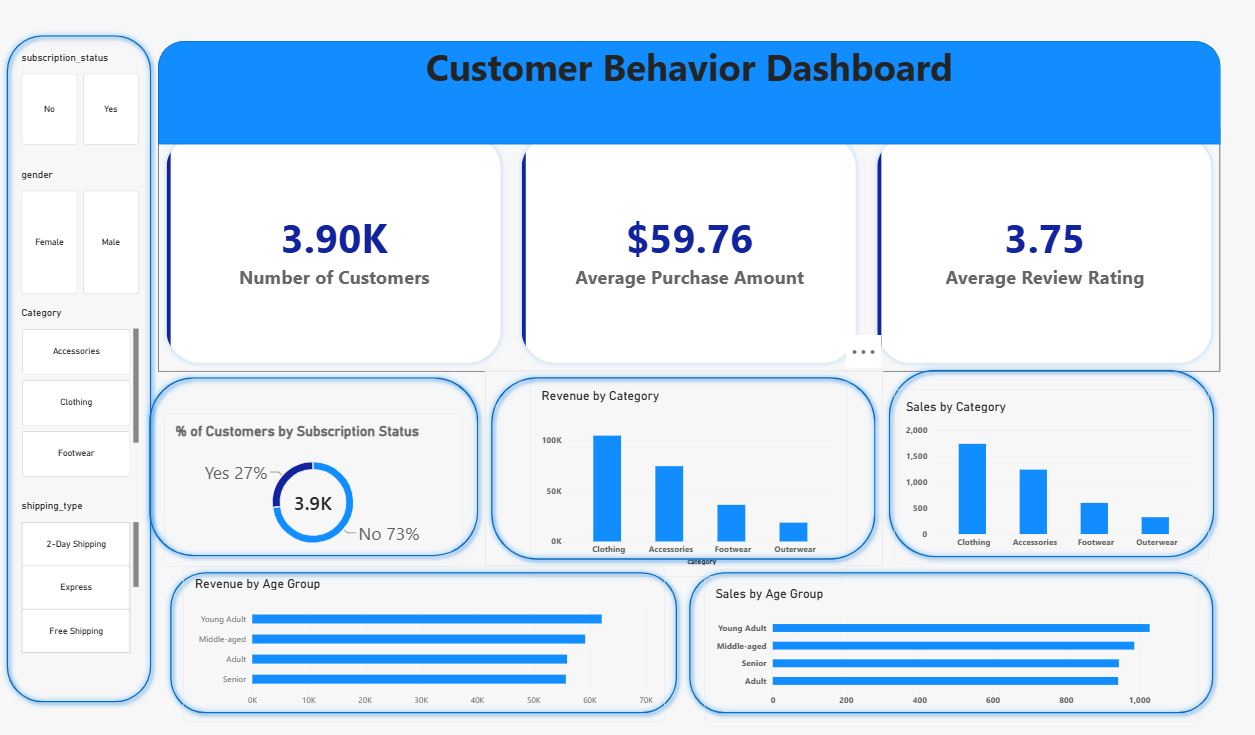 Customer Behavior Dashboard
subscription_status
No
Yes
gender
Female
Male
Category
Accessories
Clothing
Footwear
shipping_type
2-Day Shipping
Express
Free Shipping
3.90K
Number of Customers
$59.76
Average Purchase Amount
3.75
Average Review Rating
% of Customers by Subscription Status
Yes 27%
3.9K
No 73%
Revenue by Category
100K
50K
0K
Clothing
Accessories
Footwear
Outerwear
category
Sales by Category
2,000
1,500
1,000
500
0
Clothing
Accessories
Footwear
Outerwear
Revenue by Age Group
Young Adult
Middle-aged
Adult
Senior
0K
10K
20K
30K
40K
50K
60K
70K
Sales by Age Group
Young Adult
Middle-aged
Senior
Adult
0
200
400
600
800
1,000